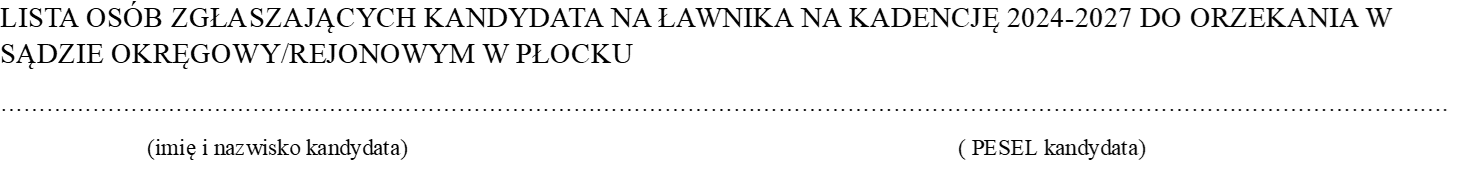 LISTA OSÓB ZGŁASZAJĄCYCH KANDYDATA NA ŁAWNIKA NA KADENCJĘ 2024-2027 DO ORZEKANIA W
SĄDZIE OKRĘGOWY/REJONOWYM W PŁOCKU
……………………………………………………………………………………………………………………………………………………………………….
(imię i nazwisko kandydata) ( PESEL kandydata)